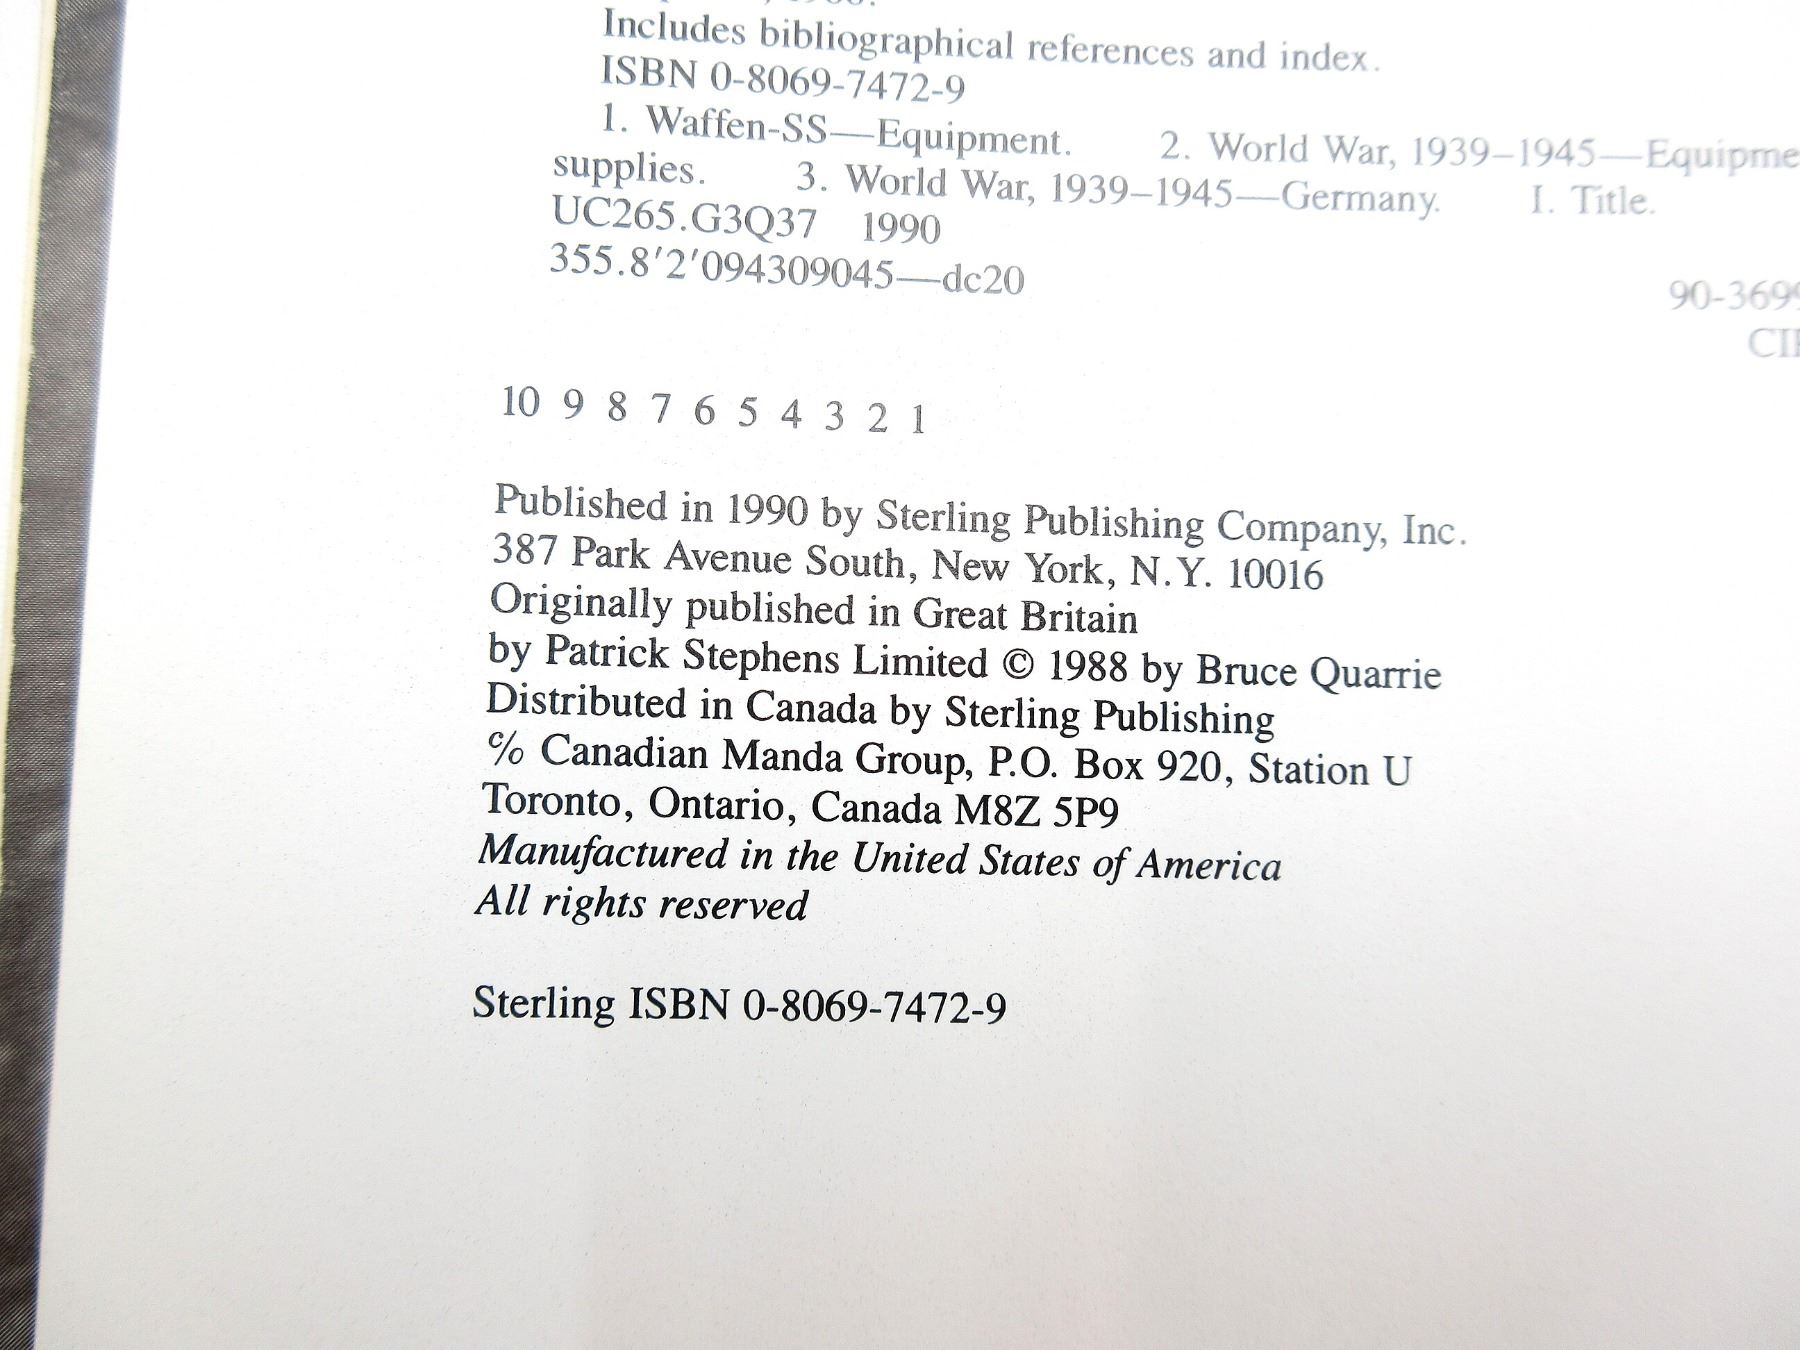 Includes bibliographical references and index.
ISBN 0-8069-7472-9
1. Waffen-SS—Equipment. 2. World War, 1939–1945—
supplies. 3. World War, 1939–1945—Germany. I. Title.
UC265.G3Q37 1990
355.8′2′094309045—dc20
10 9 8 7 6 5 4 3 2 1
Published in 1990 by Sterling Publishing Company, Inc.
387 Park Avenue South, New York, N.Y. 10016
Originally published in Great Britain
by Patrick Stephens Limited © 1988 by Bruce Quarrie
Distributed in Canada by Sterling Publishing
℅ Canadian Manda Group, P.O. Box 920, Station U
Toronto, Ontario, Canada M8Z 5P9
Manufactured in the United States of America
All rights reserved
Sterling ISBN 0-8069-7472-9